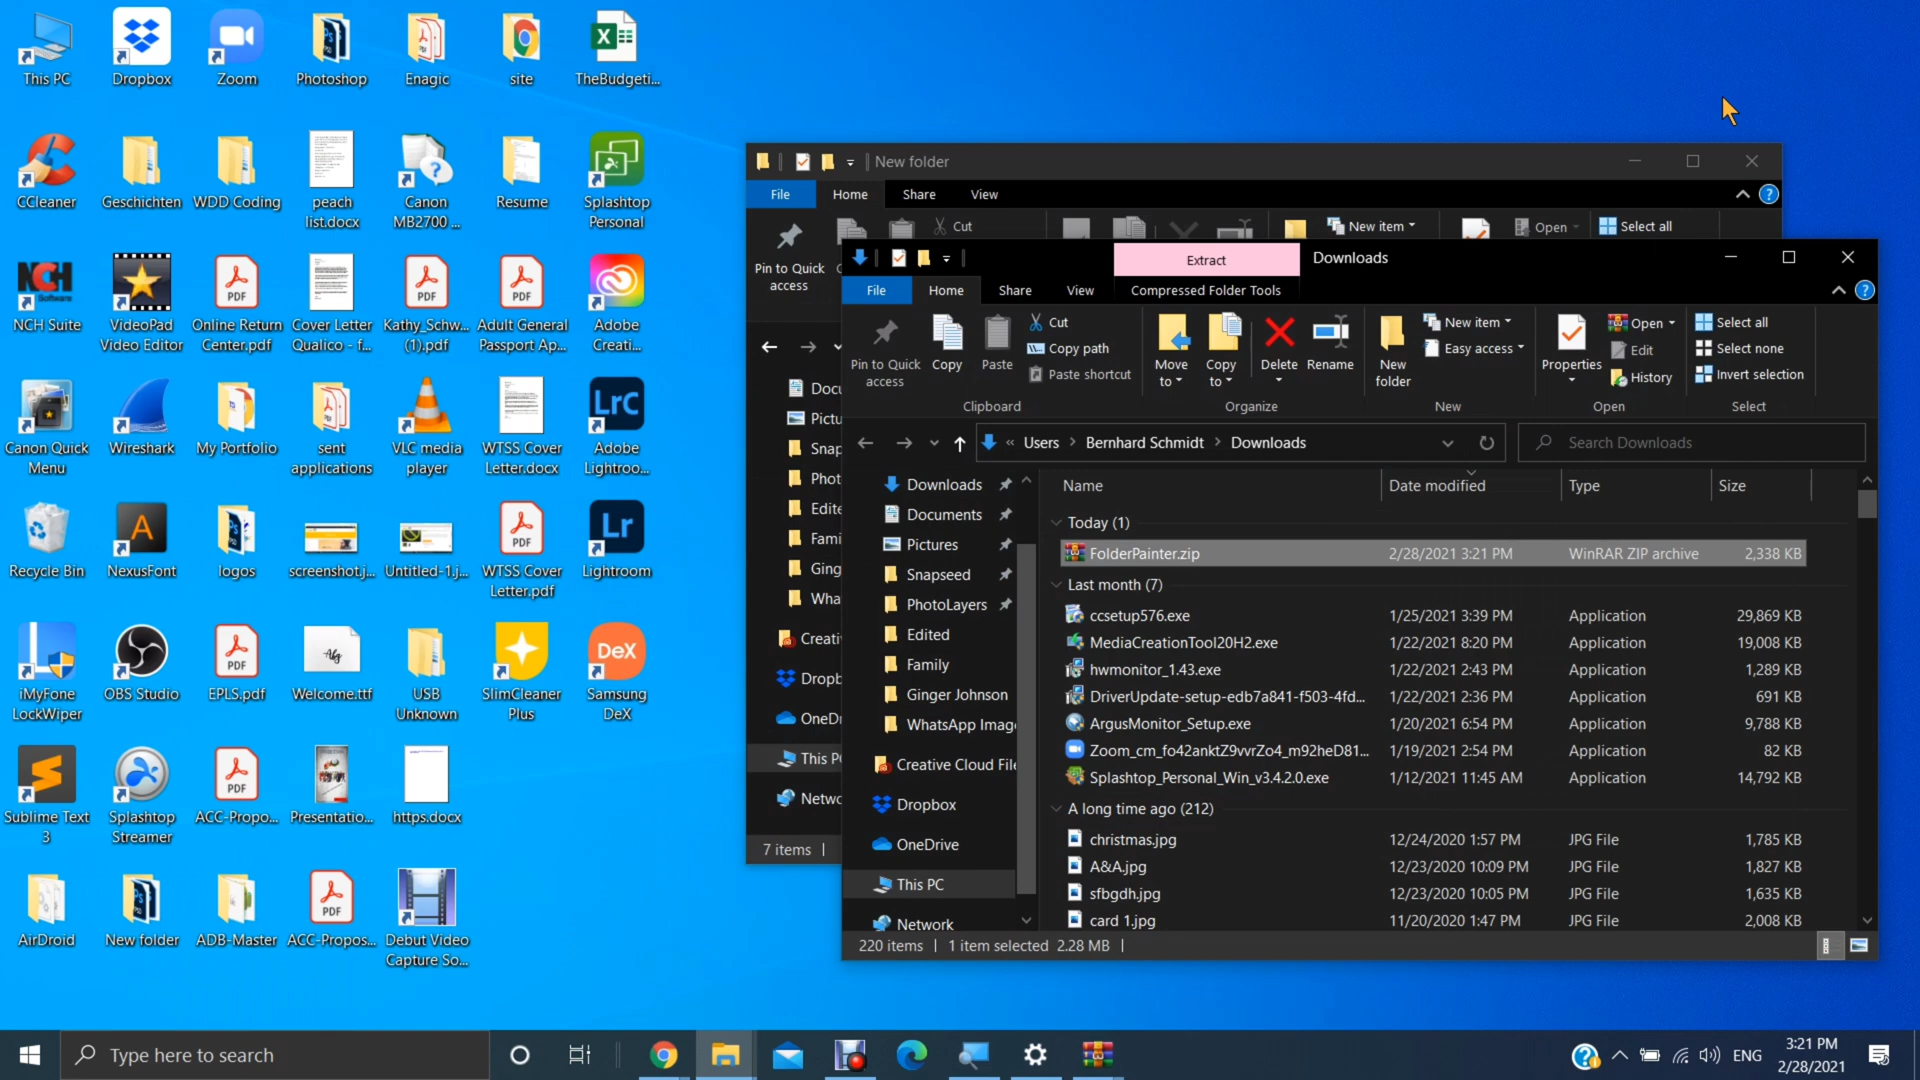 This PC
Dropbox
Zoom
Photoshop
Enagic
site
TheBudgeti...
CCleaner
Geschichten
WDD Coding
peach
list.docx
Canon
MB2700 ...
Resume
Splashtop
Personal
NCH Suite
VideoPad
Video Editor
Online Return
Center.pdf
Cover Letter
Qualico - f...
Kathy_Schw...
(1).pdf
Adult General
Passport Ap...
Adobe
Creati...
Canon Quick
Menu
Wireshark
My Portfolio
sent
applications
VLC media
player
WTSS Cover
Letter.docx
Adobe
Lightroo...
Recycle Bin
NexusFont
logos
screenshot.j...
Untitled-1.j...
WTSS Cover
Letter.pdf
Lightroom
iMyFone
LockWiper
OBS Studio
EPLS.pdf
Welcome.ttf
USB
Unknown
SlimCleaner
Plus
Samsung
DeX
Sublime Text
3
Splashtop
Streamer
ACC-Propo...
Presentatio...
https.docx
AirDroid
New folder
ADB-Master
ACC-Propos...
Debut Video
Capture So...
New folder
File Home Share View
Cut
New item
Open
Select all
Pin to Quick
access
Docu
Pictu
Snap
Phot
Edite
Fami
Ging
Wha
Creati
Dropb
OneDr
This P
Netwo
7 items
Extract
Downloads
File Home Share View Compressed Folder Tools
Pin to Quick
access
Copy
Paste
Cut
Copy path
Paste shortcut
Clipboard
Move
to
Copy
to
Delete
Rename
Organize
New
folder
New item
Easy access
New
Properties
Open
Edit
History
Open
Select all
Select none
Invert selection
Select
« Users > Bernhard Schmidt > Downloads
Search Downloads
Downloads
Documents
Pictures
Snapseed
PhotoLayers
Edited
Family
Ginger Johnson
WhatsApp Imag
Creative Cloud File
Dropbox
OneDrive
This PC
Network
Name Date modified Type Size
Today (1)
FolderPainter.zip 2/28/2021 3:21 PM WinRAR ZIP archive 2,338 KB
Last month (7)
ccsetup576.exe 1/25/2021 3:39 PM Application 29,869 KB
MediaCreationTool20H2.exe 1/22/2021 8:20 PM Application 19,008 KB
hwmonitor_1.43.exe 1/22/2021 2:43 PM Application 1,289 KB
DriverUpdate-setup-edb7a841-f503-4fd... 1/22/2021 2:36 PM Application 691 KB
ArgusMonitor_Setup.exe 1/20/2021 6:54 PM Application 9,788 KB
Zoom_cm_fo42anktZ9vvrZo4_m92heD81... 1/19/2021 2:54 PM Application 82 KB
Splashtop_Personal_Win_v3.4.2.0.exe 1/12/2021 11:45 AM Application 14,792 KB
A long time ago (212)
christmas.jpg 12/24/2020 1:57 PM JPG File 1,785 KB
A&A.jpg 12/23/2020 10:09 PM JPG File 1,827 KB
sfbgdh.jpg 12/23/2020 10:05 PM JPG File 1,635 KB
card 1.jpg 11/20/2020 1:47 PM JPG File 2,008 KB
220 items 1 item selected 2.28 MB
Type here to search
ENG
3:21 PM
2/28/2021